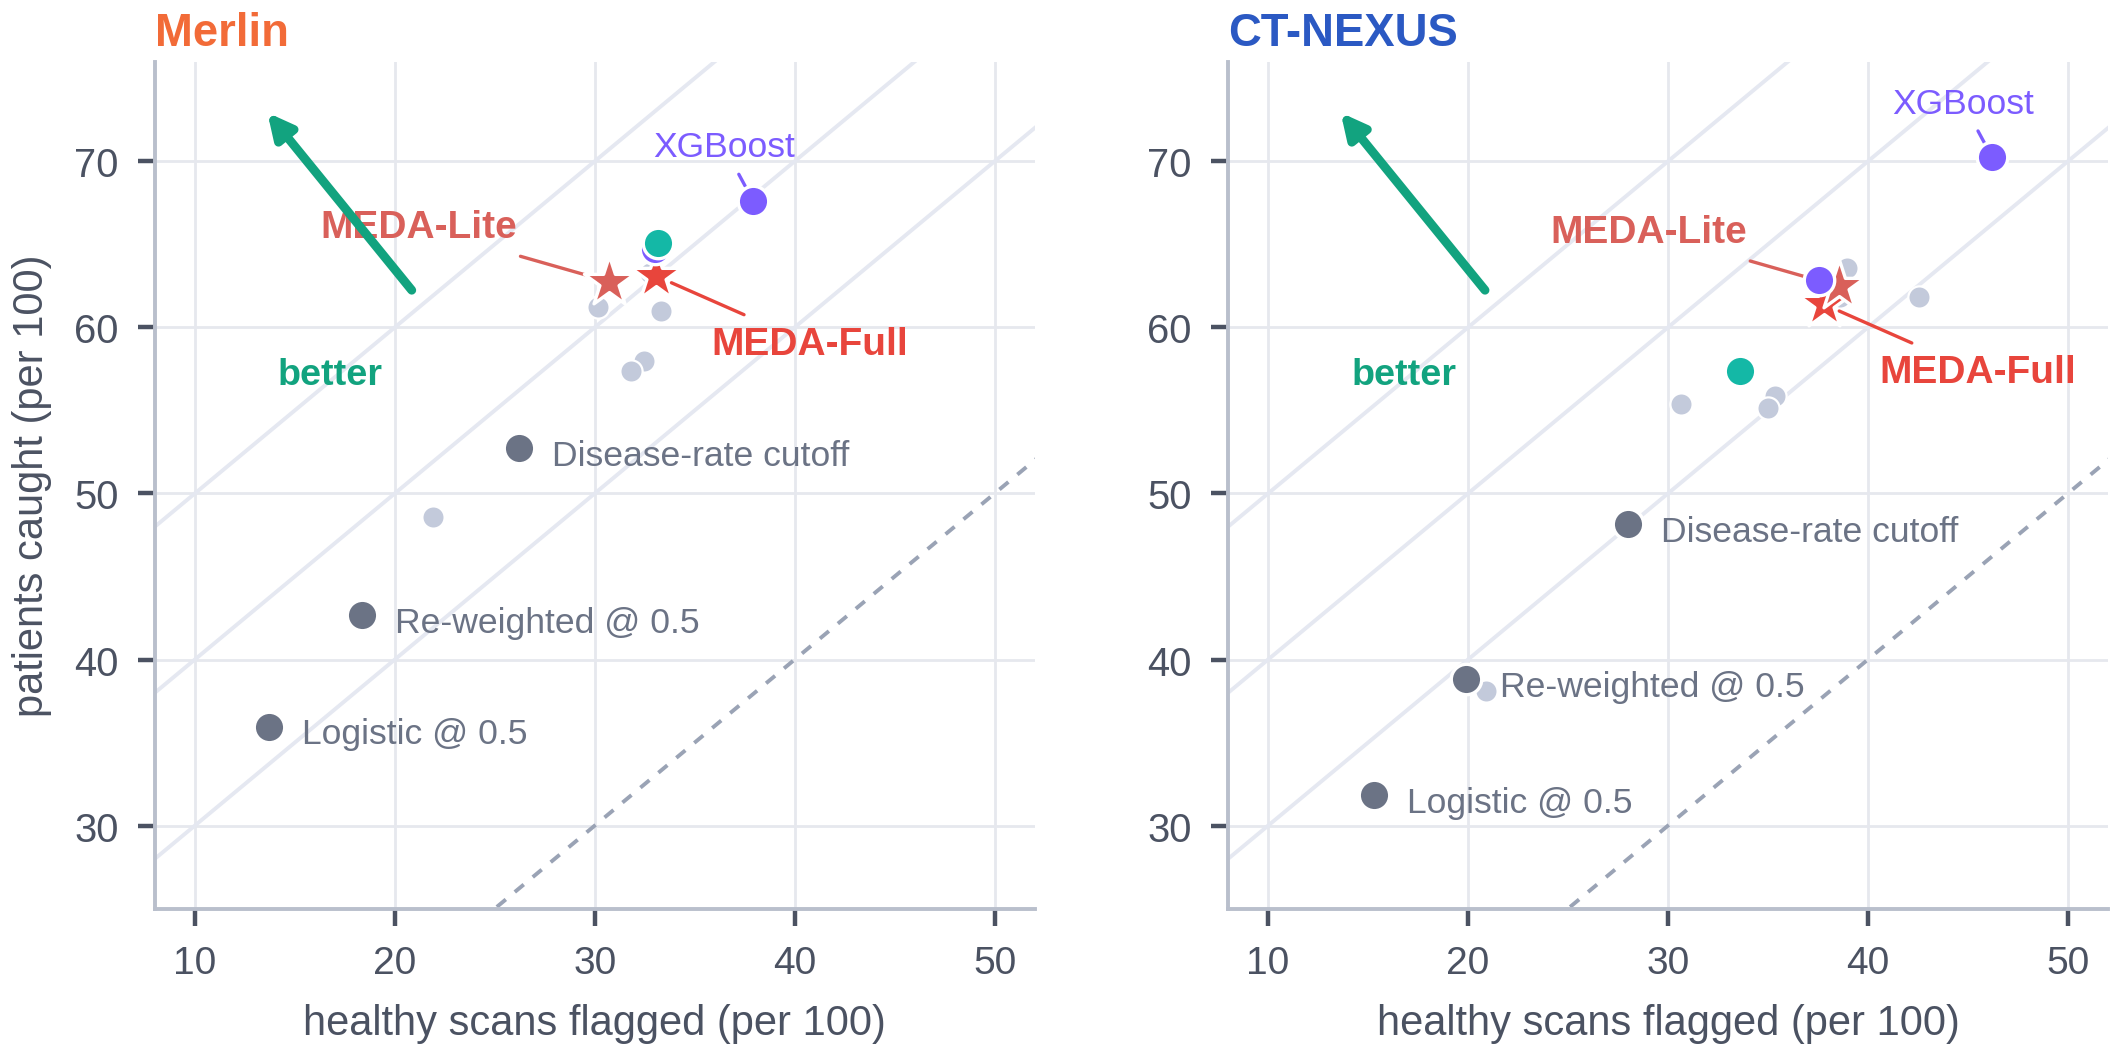 Merlin
patients caught (per 100)
70
60
50
40
30
XGBoost
MEDA-Lite
MEDA-Full
better
Disease-rate cutoff
Re-weighted @ 0.5
Logistic @ 0.5
10 20 30 40 50
healthy scans flagged (per 100)
CT-NEXUS
70
60
50
40
30
XGBoost
MEDA-Lite
MEDA-Full
better
Disease-rate cutoff
Re-weighted @ 0.5
Logistic @ 0.5
10 20 30 40 50
healthy scans flagged (per 100)